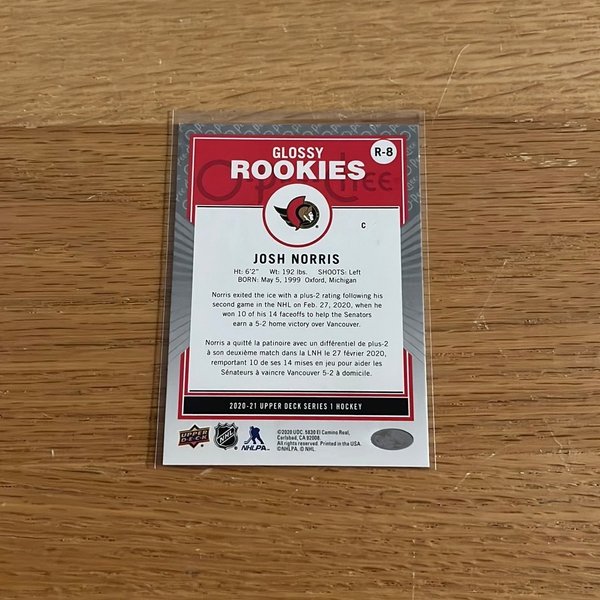 GLOSSY
R-8
ROOKIES
O-Pee-Chee
C
JOSH NORRIS
Ht: 6'2" Wt: 192 lbs. SHOOTS: Left
BORN: May 5, 1999 Oxford, Michigan
Norris exited the ice with a plus-2 rating following his
second game in the NHL on Feb. 27, 2020, when he
won 10 of his 14 faceoffs to help the Senators
earn a 5-2 home victory over Vancouver.
Norris a quitté la patinoire avec un différentiel de plus-2
à son deuxième match dans la LNH le 27 février 2020,
remportant 10 de ses 14 mises en jeu pour aider les
Sénateurs à vaincre Vancouver 5-2 à domicile.
2020-21 UPPER DECK SERIES 1 HOCKEY
UPPER DECK
NHL
NHLPA
©2020 UDC. 5830 El Camino Real,
Carlsbad, CA 92008.
All rights reserved. Printed in the USA.
©NHLPA. © NHL